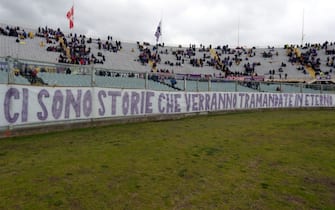 CI SONO STORIE CHE VERRANNO TRAMANDATE IN ETERNO